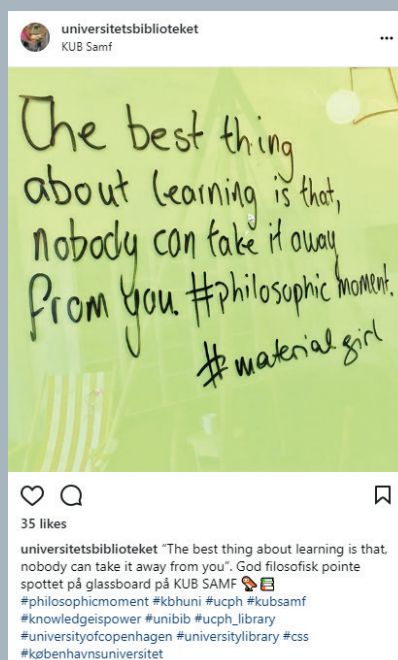 universitetsbiblioteket
KUB Samf
The best thing
about learning is that,
nobody can take it away
from you. #philosophic moment.
#material girl
35 likes
universitetsbiblioteket "The best thing about learning is that,
nobody can take it away from you". God filosofisk pointe
spottet på glassboard på KUB SAMF
#philosophicmoment #kbhuni #ucph #kubsamf
#knowledgeispower #unibib #ucph_library
#universityofcopenhagen #universitylibrary #css
#københavnsuniversitet